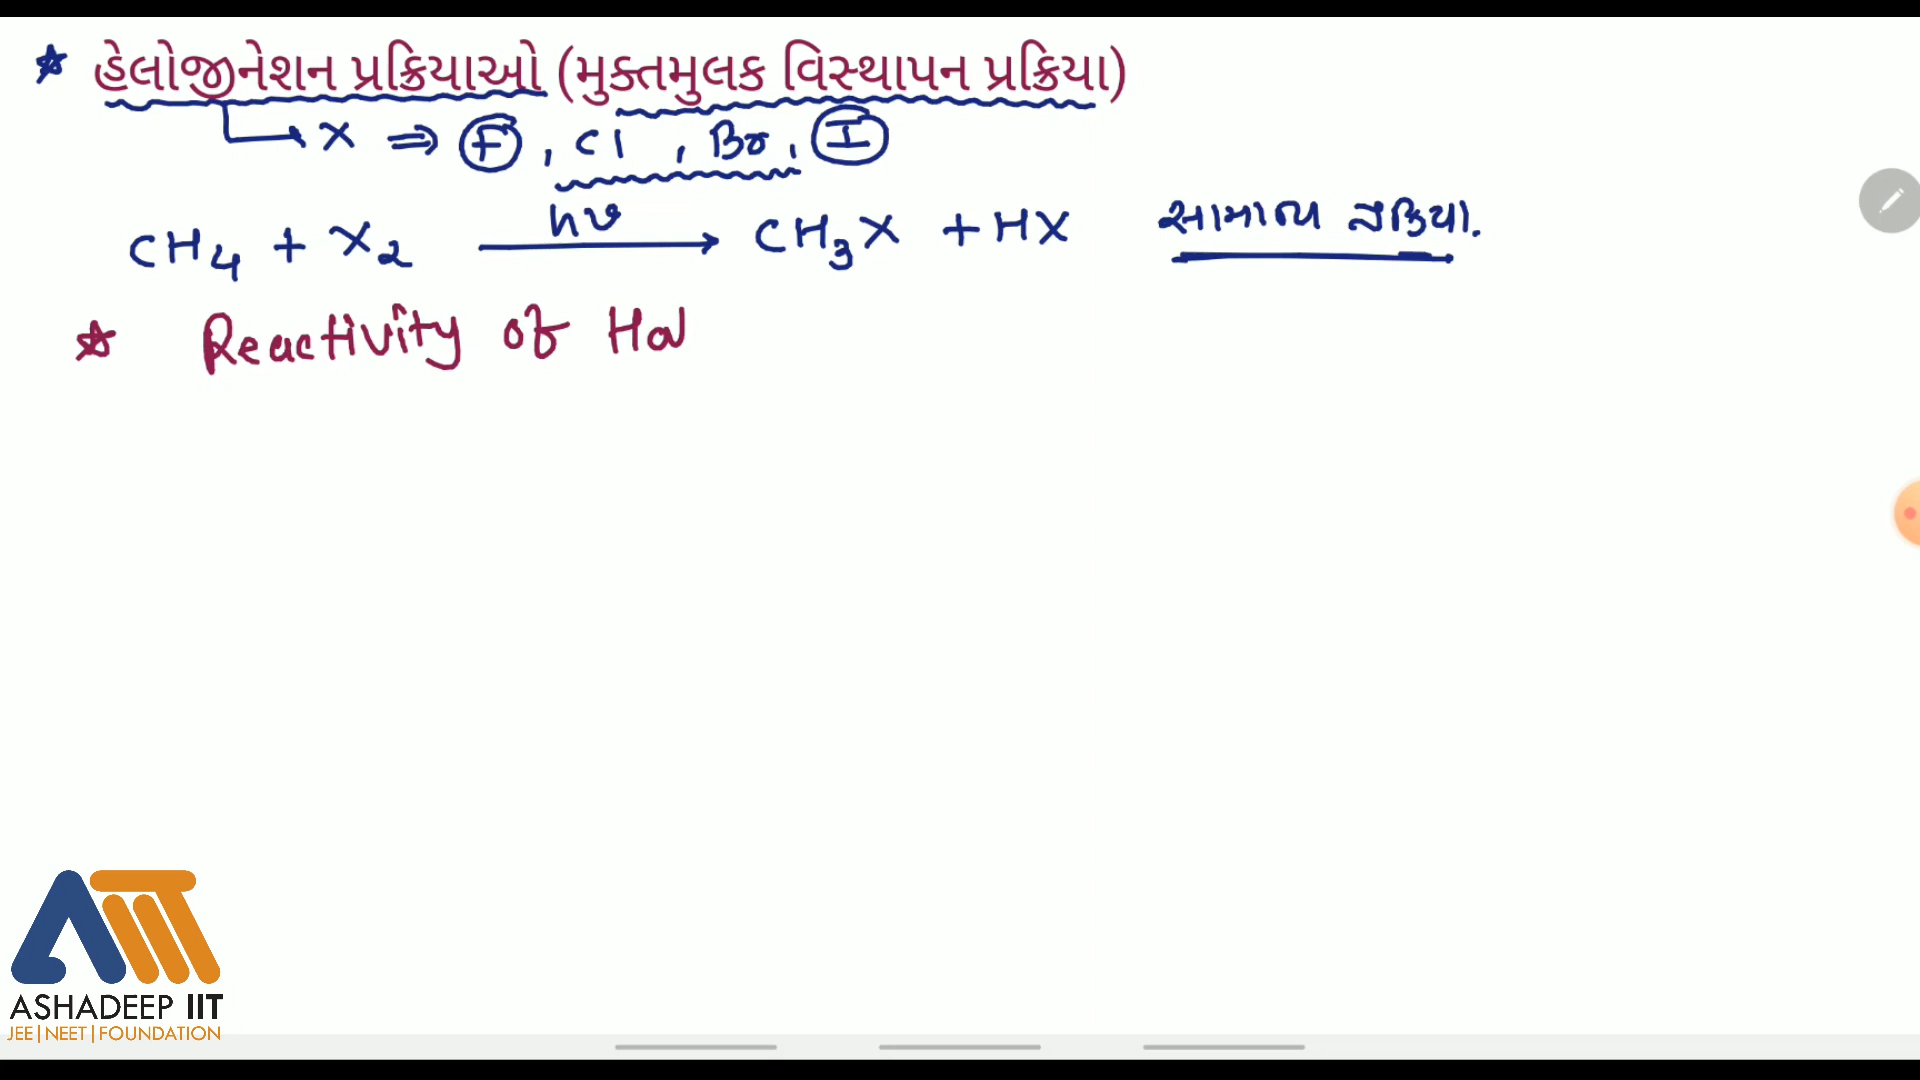 હેલોજીનેશન પ્રક્રિયાઓ (મુક્તમુલક વિસ્થાપન પ્રક્રિયા)
X ⇒ F, Cl, Br, I
CH4 + X2 hν → CH3X + HX સામાન્ય પ્રક્રિયા.
Reactivity of Hal
ASHADEEP IIT
JEE|NEET|FOUNDATION